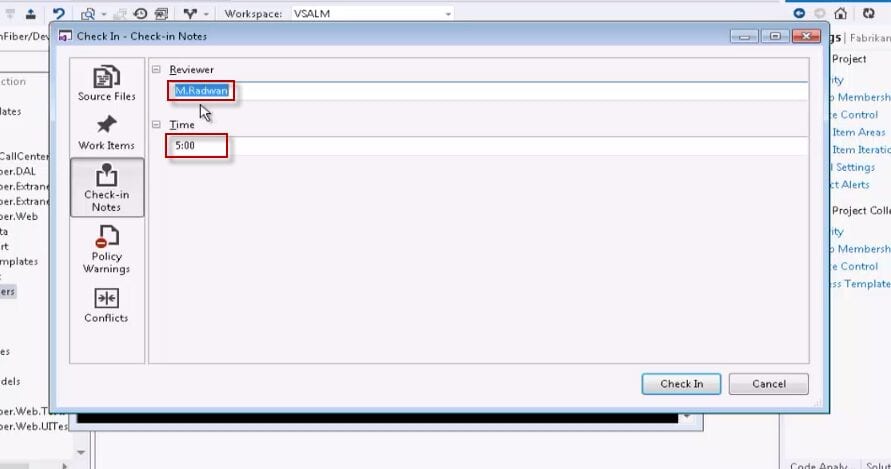 Workspace: VSALM
nFiber/Dev
Check In - Check-in Notes
gs | Fabrikan
Project
ction
Source Files
Reviewer
M.Radwan
ity
p Membersh
lates
e Control
Work Items
Time
5:00
Item Areas
Item Iteratio
CallCenter
ber.DAL
l Settings
ber.Extrane
ct Alerts
ber.Extrane
Check-in
Notes
ber.Web
Project Colle
ta
rt
ity
mplates
Policy
Warnings
p Membersh
e Control
ers
ss Template
Conflicts
es
dels
Check In
Cancel
ber.Web.T
ber.Web.UITes
Code Analy
Solut